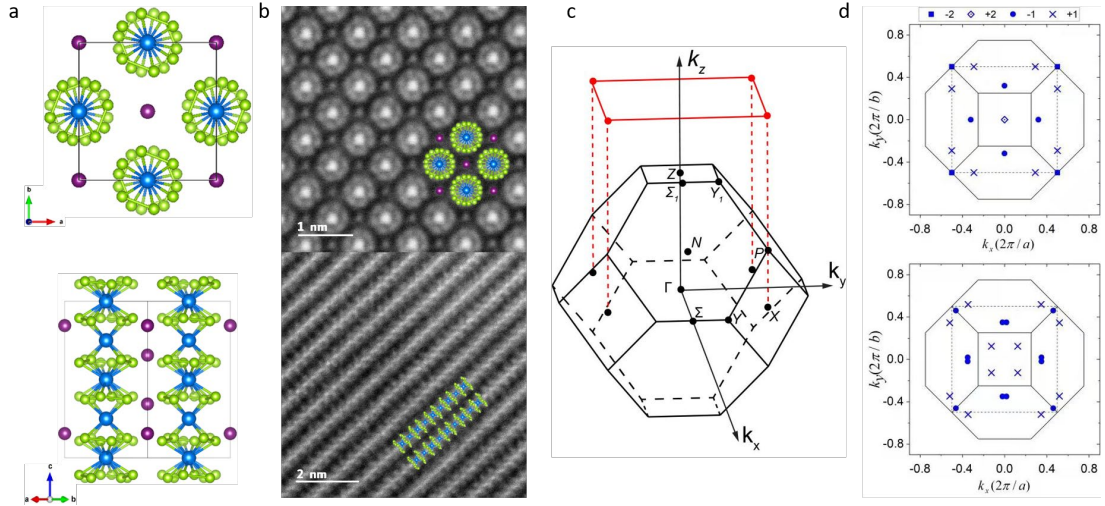 a
b
a
c
a
b
b
1 nm
2 nm
c
k_z
Z
Σ_1
Y_1
N
P
Γ
k_y
Σ
Y
X
k_x
d
-2 +2 -1 +1
0.8
0.4
0.0
-0.4
-0.8
k_y(2π/b)
-0.8 -0.4 0.0 0.4 0.8
k_x(2π/a)
0.8
0.4
0.0
-0.4
-0.8
k_y(2π/b)
-0.8 -0.4 0.0 0.4 0.8
k_x(2π/a)